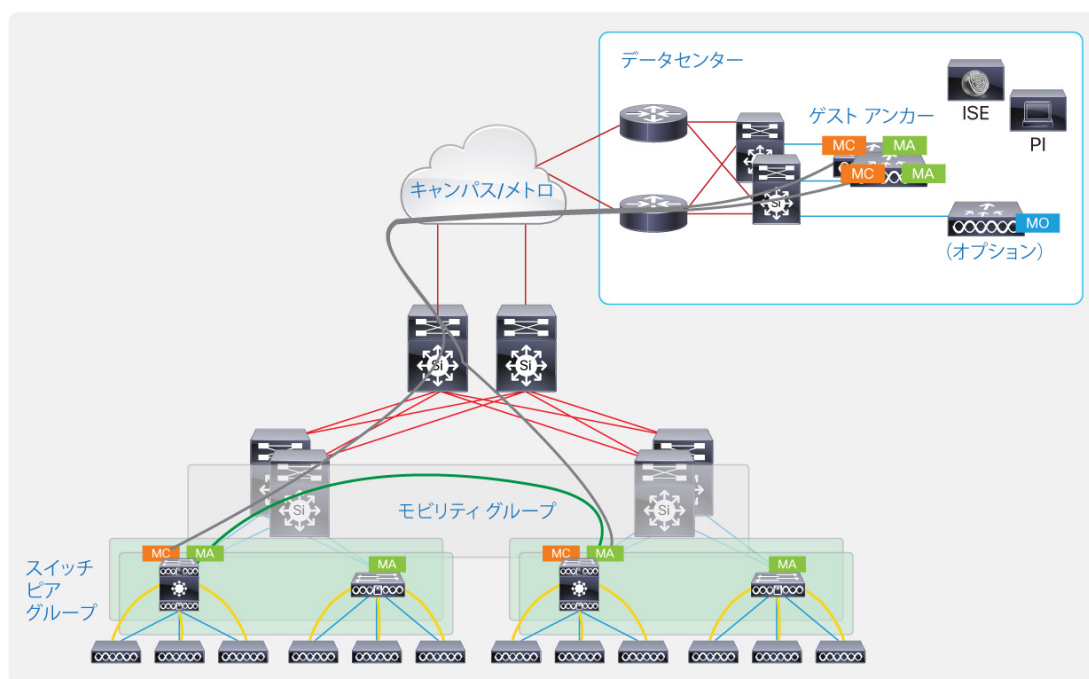 データセンター
ゲスト アンカー
ISE
PI
MC
MA
MC
MA
Si
MO
(オプション)
キャンパス/メトロ
Si
Si
Si
Si
モビリティ グループ
MC
MA
MA
MC
MA
MA
スイッチ
ピア
グループ